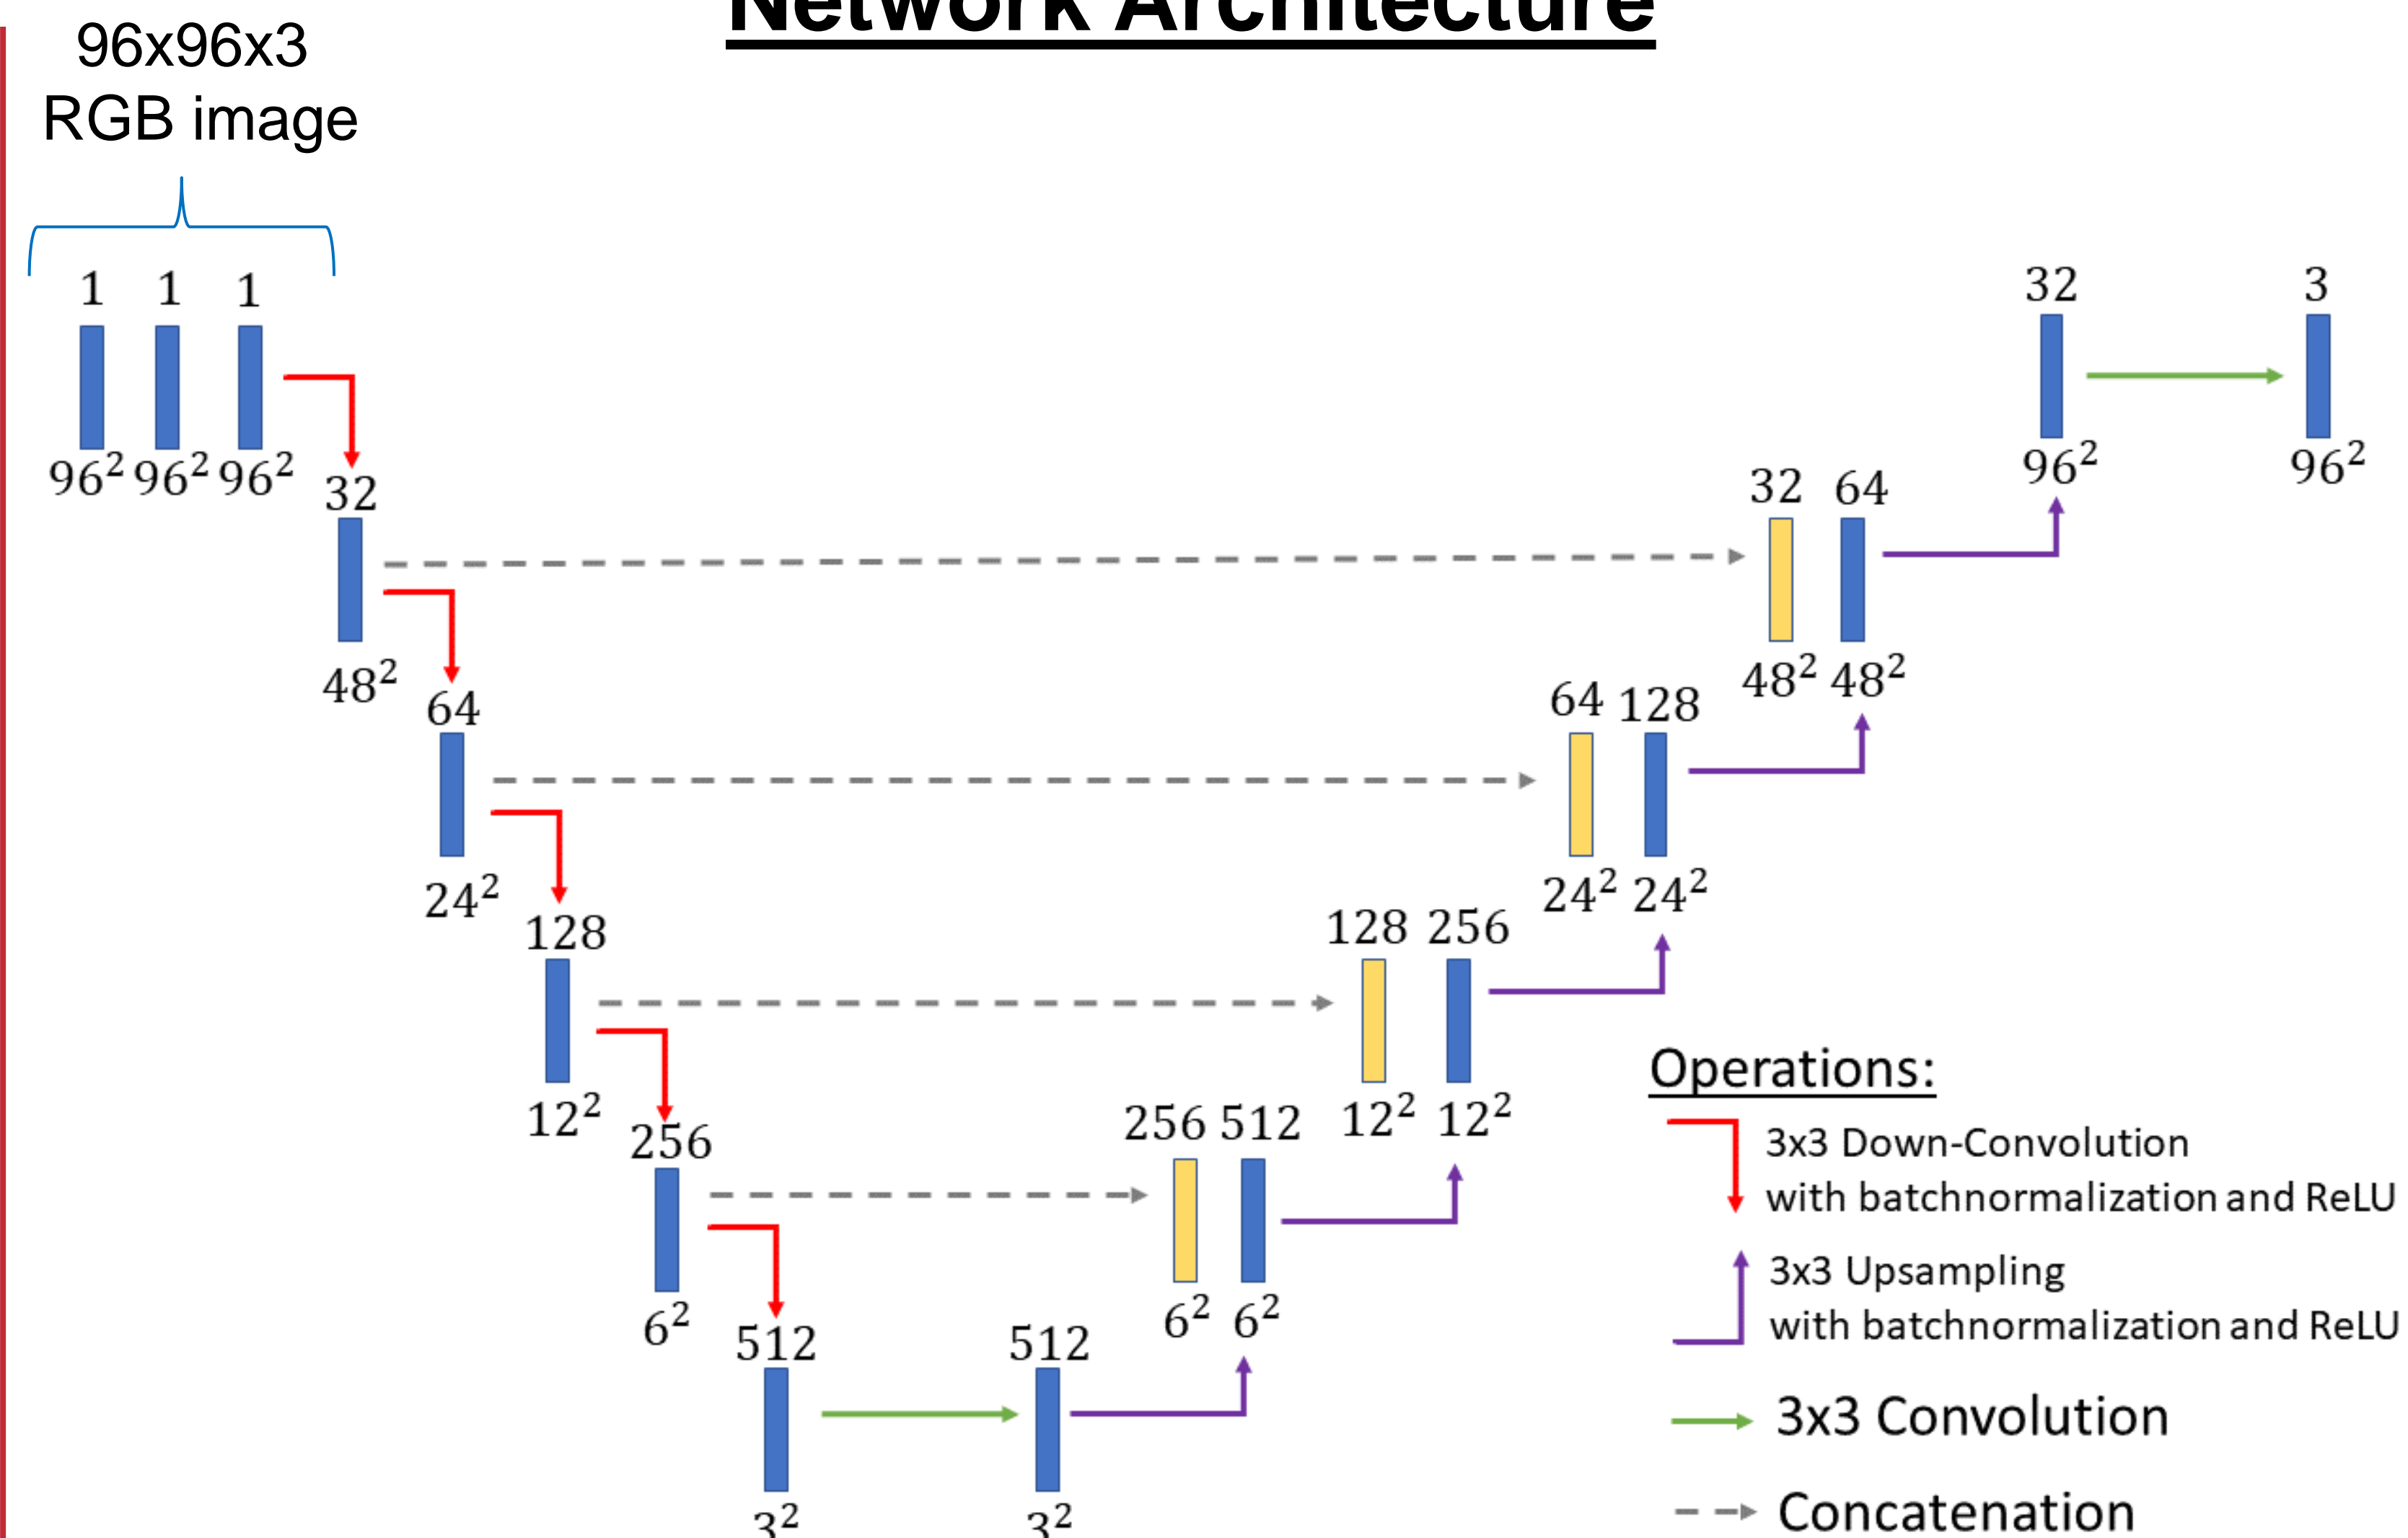 Network Architecture
96x96x3
RGB image
1 1 1
96² 96² 96²
32
48²
64
24²
128
12²
256
6²
512
3²
512
3²
256 512
6² 6²
128 256
12² 12²
64 128
24² 24²
32 64
48² 48²
32
96²
3
96²
Operations:
3x3 Down-Convolution
with batchnormalization and ReLU
3x3 Upsampling
with batchnormalization and ReLU
3x3 Convolution
Concatenation